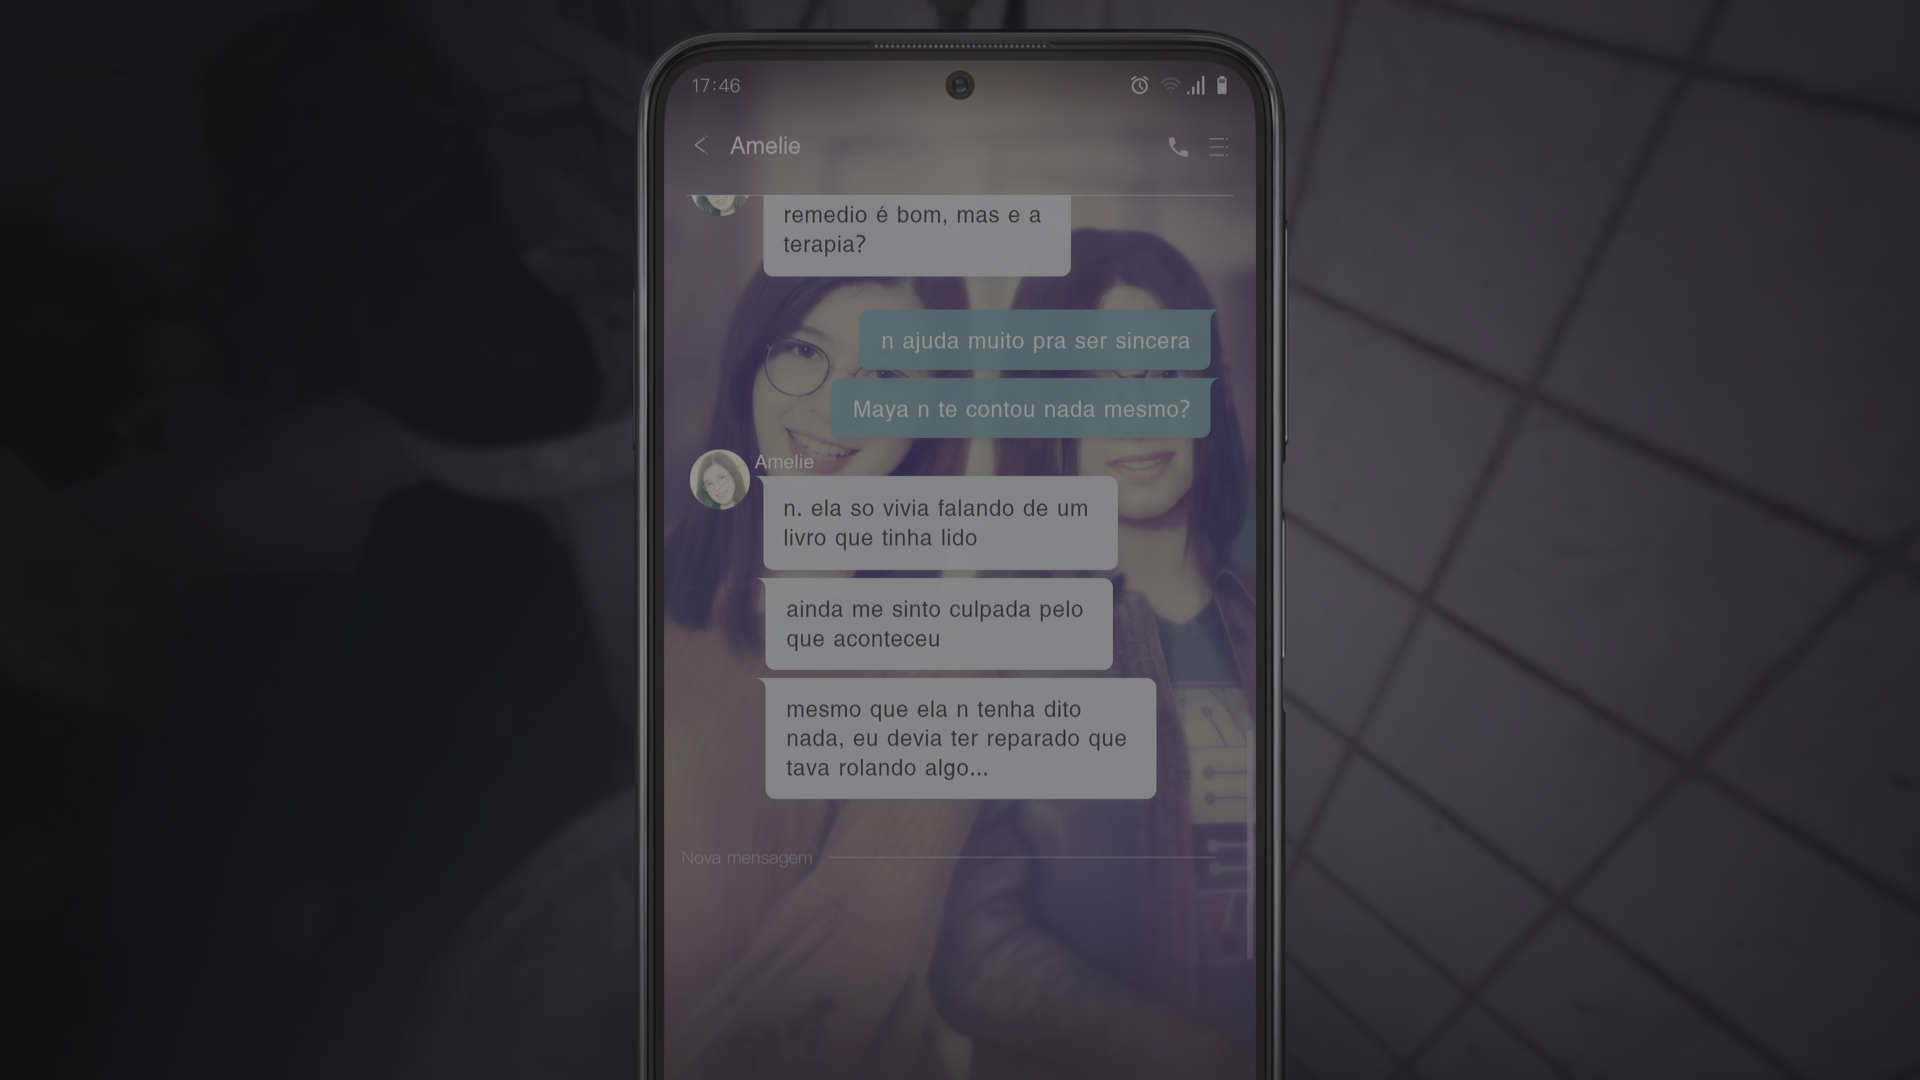 17:46
Amelie
remedio é bom, mas e a
terapia?
n ajuda muito pra ser sincera
Maya n te contou nada mesmo?
Amelie
n. ela so vivia falando de um
livro que tinha lido
ainda me sinto culpada pelo
que aconteceu
mesmo que ela n tenha dito
nada, eu devia ter reparado que
tava rolando algo...
Nova mensagem